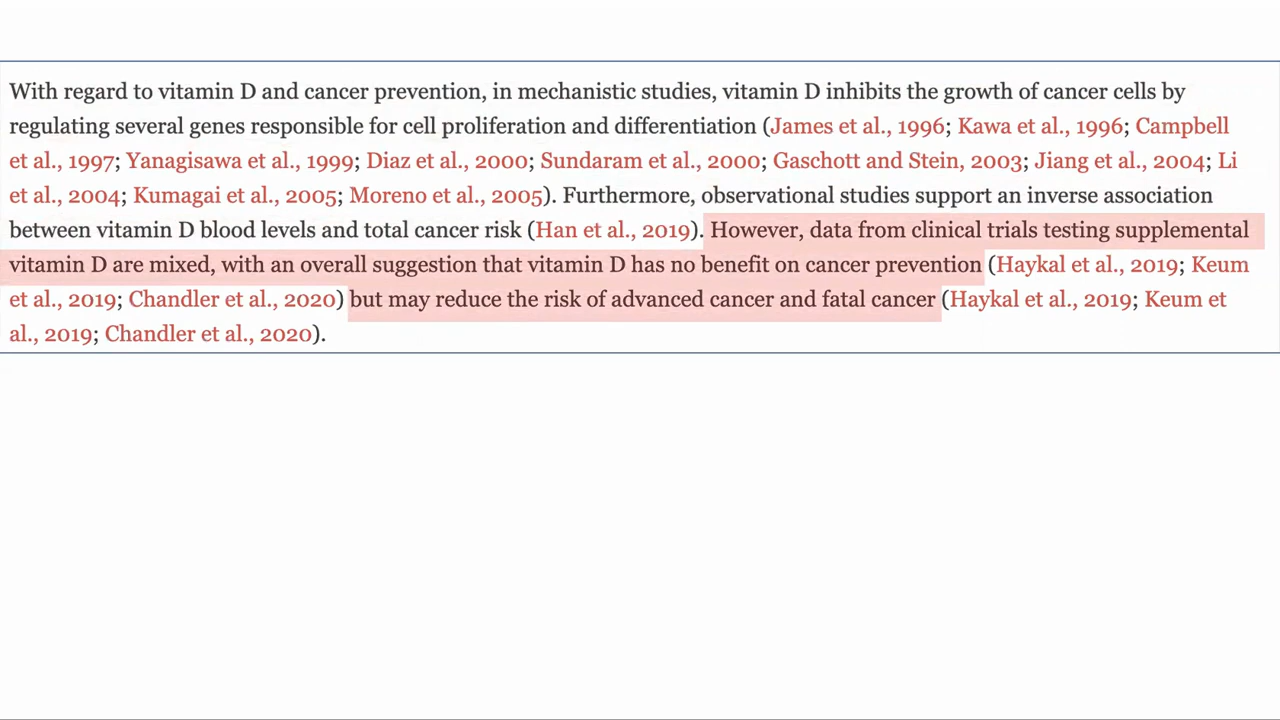 With regard to vitamin D and cancer prevention, in mechanistic studies, vitamin D inhibits the growth of cancer cells by
regulating several genes responsible for cell proliferation and differentiation (James et al., 1996; Kawa et al., 1996; Campbell
et al., 1997; Yanagisawa et al., 1999; Diaz et al., 2000; Sundaram et al., 2000; Gaschott and Stein, 2003; Jiang et al., 2004; Li
et al., 2004; Kumagai et al., 2005; Moreno et al., 2005). Furthermore, observational studies support an inverse association
between vitamin D blood levels and total cancer risk (Han et al., 2019). However, data from clinical trials testing supplemental
vitamin D are mixed, with an overall suggestion that vitamin D has no benefit on cancer prevention (Haykal et al., 2019; Keum
et al., 2019; Chandler et al., 2020) but may reduce the risk of advanced cancer and fatal cancer (Haykal et al., 2019; Keum et
al., 2019; Chandler et al., 2020).